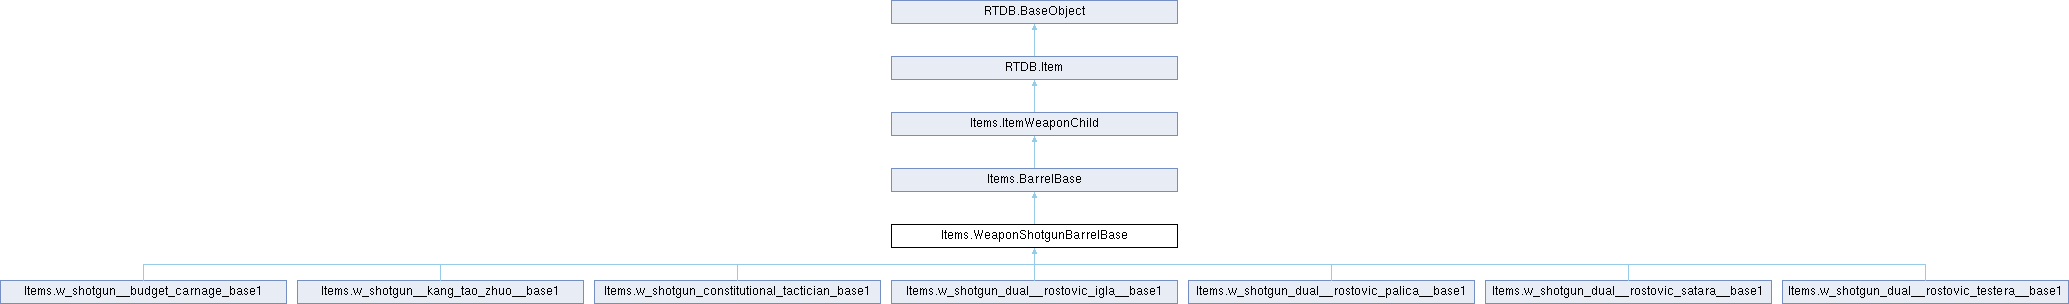 RTDB.BaseObject
RTDB.Item
Items.ItemWeaponChild
Items.BarrelBase
Items.WeaponShotgunBarrelBase
Items.w_shotgun__budget_carnage_base1
Items.w_shotgun__kang_tao_zhuo__base1
Items.w_shotgun_constitutional_tactician_base1
Items.w_shotgun_dual__rostovic_igla__base1
Items.w_shotgun_dual__rostovic_palica__base1
Items.w_shotgun_dual__rostovic_satara__base1
Items.w_shotgun_dual__rostovic_testera__base1